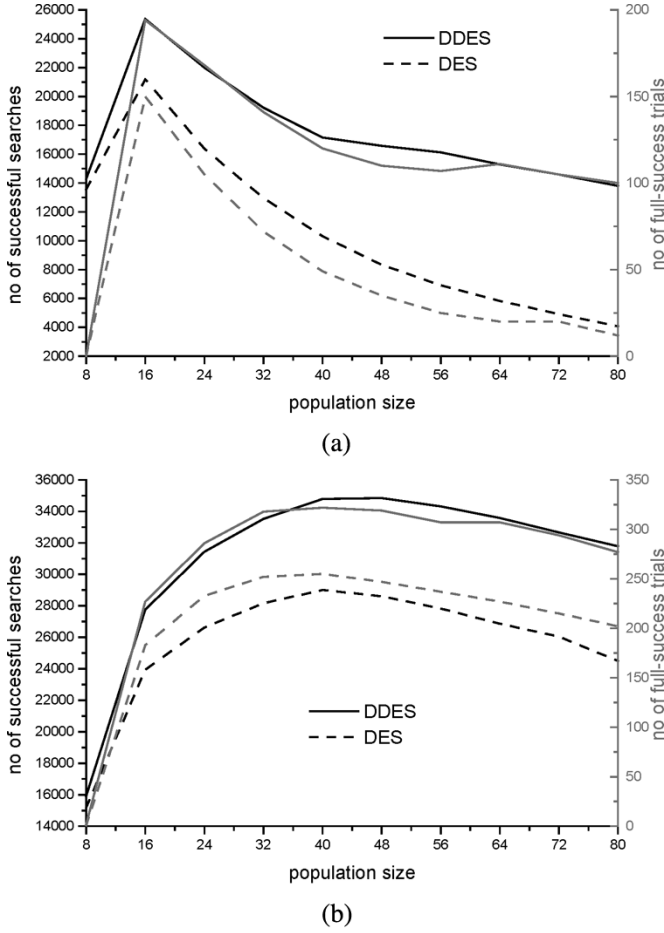 26000
24000
22000
20000
18000
16000
14000
12000
10000
8000
6000
4000
2000
no of successful searches
200
150
100
50
0
no of full-success trials
DDES
DES
8 16 24 32 40 48 56 64 72 80
population size
(a)
36000
34000
32000
30000
28000
26000
24000
22000
20000
18000
16000
14000
no of successful searches
350
300
250
200
150
100
50
0
no of full-success trials
DDES
DES
8 16 24 32 40 48 56 64 72 80
population size
(b)